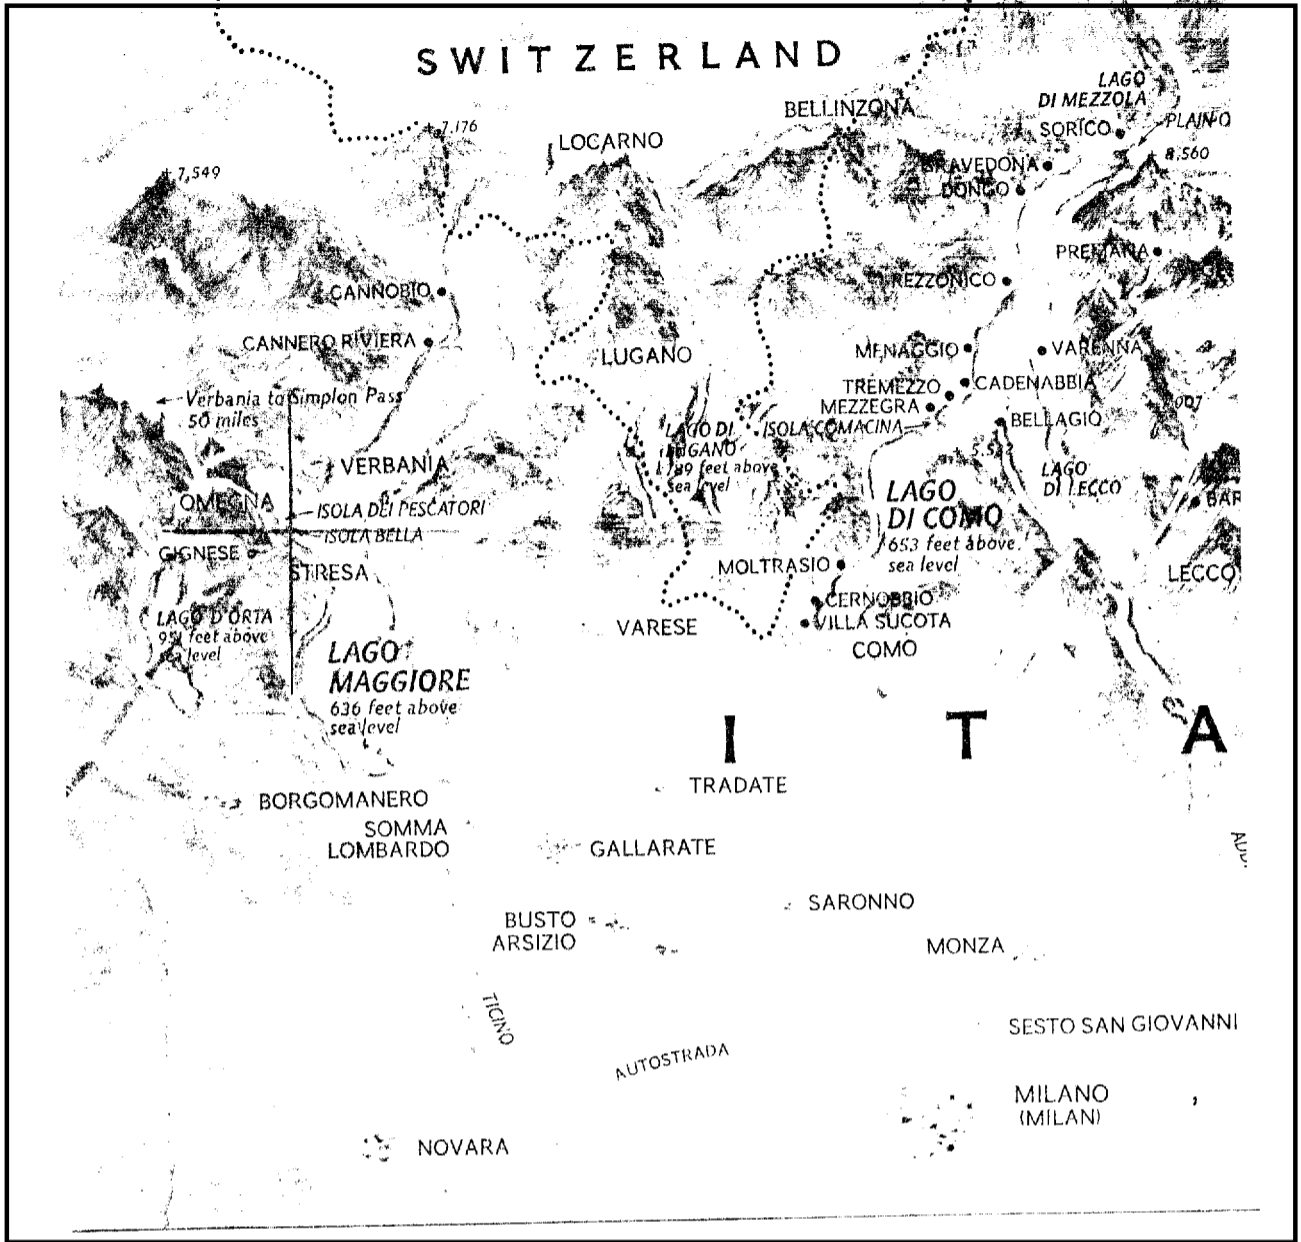 SWITZERLAND
LAGO
DI MEZZOLA
BELLINZONA
7,176
SORICO
PLAIN O
LOCARNO
8,560
7,549
GRAVEDONA
DONGO
PREMANA
REZZONICO
CANNOBIO
CANNERO RIVIERA
LUGANO
MENAGGIO
VARENNA
TREMEZZO
CADENABBIA
Verbania to Simplon Pass
50 miles
MEZZEGRA
BELLAGIO
LAGO DI
LUGANO
feet above
sea level
ISOLA COMACINA
VERBANIA
LAGO
DI LECCO
OMEGNA
ISOLA DEI PESCATORI
LAGO
DI COMO
653 feet above
sea level
BAR
ISOLA BELLA
GIGNESE
STRESA
MOLTRASIO
LECCO
CERNOBBIO
LAGO D'ORTA
feet above
sea level
VARESE
VILLA SUCOTA
COMO
LAGO
MAGGIORE
636 feet above
sea level
I T A
TRADATE
BORGOMANERO
SOMMA
LOMBARDO
GALLARATE
SARONNO
BUSTO
ARSIZIO
MONZA
TICINO
SESTO SAN GIOVANNI
AUTOSTRADA
MILANO
(MILAN)
NOVARA